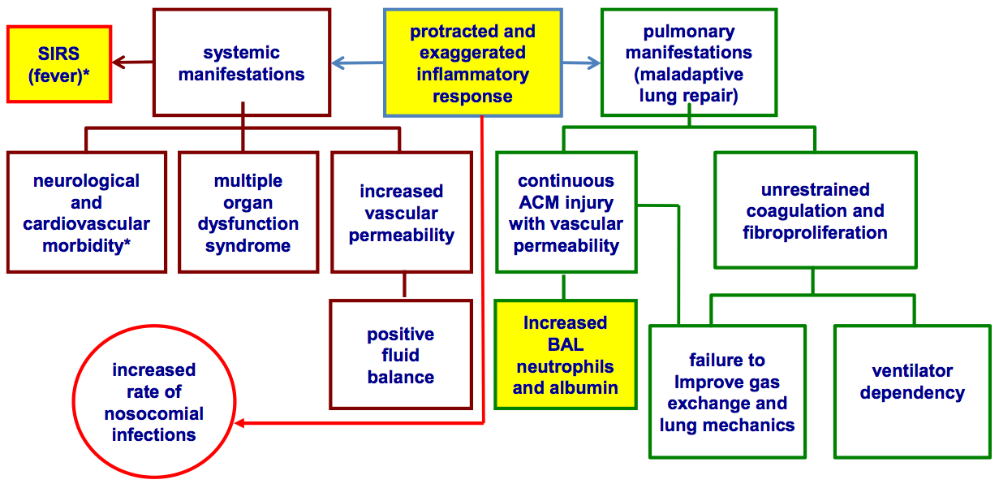 SIRS
(fever)*
systemic
manifestations
protracted and
exaggerated
inflammatory
response
pulmonary
manifestations
(maladaptive
lung repair)
neurological
and
cardiovascular
morbidity*
multiple
organ
dysfunction
syndrome
increased
vascular
permeability
continuous
ACM injury
with vascular
permeability
unrestrained
coagulation and
fibroproliferation
increased
rate of
nosocomial
infections
positive
fluid
balance
Increased
BAL
neutrophils
and albumin
failure to
Improve gas
exchange and
lung mechanics
ventilator
dependency